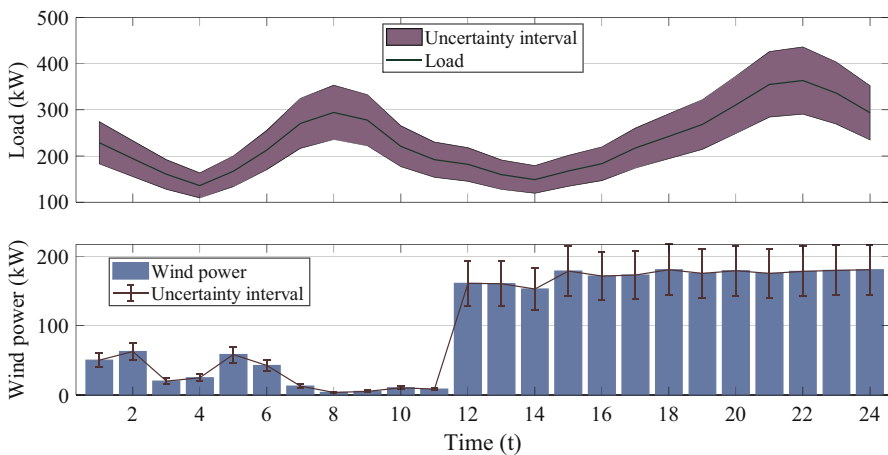 500
400
300
200
100
Load (kW)
Uncertainty interval
Load
200
100
0
Wind power (kW)
Wind power
Uncertainty interval
2 4 6 8 10 12 14 16 18 20 22 24
Time (t)